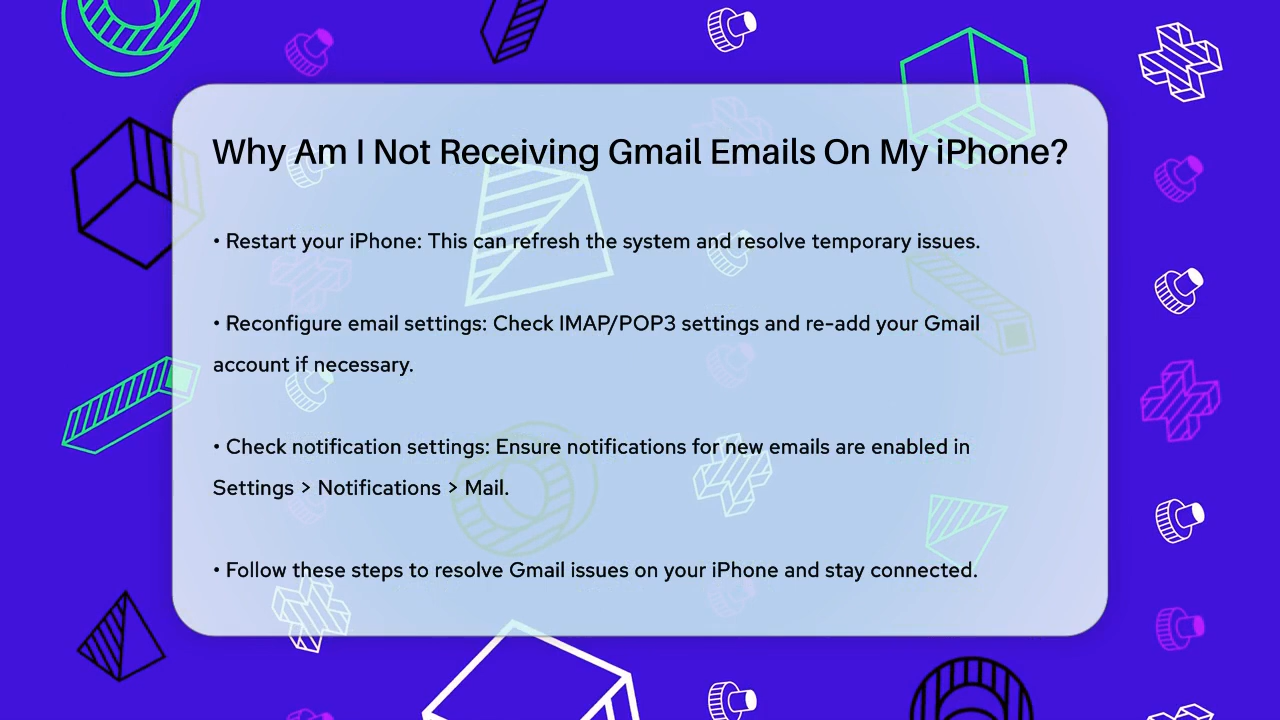 Why Am I Not Receiving Gmail Emails On My iPhone?
• Restart your iPhone: This can refresh the system and resolve temporary issues.
• Reconfigure email settings: Check IMAP/POP3 settings and re-add your Gmail
account if necessary.
• Check notification settings: Ensure notifications for new emails are enabled in
Settings > Notifications > Mail.
• Follow these steps to resolve Gmail issues on your iPhone and stay connected.